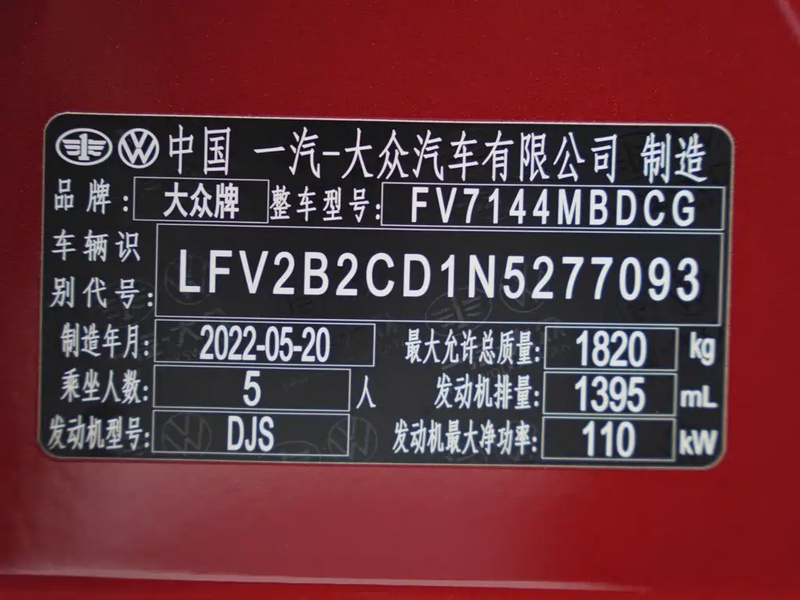 中国 一汽-大众汽车有限公司 制造
品牌: 大众牌 整车型号: FV7144MBDCG
车辆识别代号: LFV2B2CD1N5277093
制造年月: 2022-05-20 最大允许总质量: 1820 kg
乘坐人数: 5 人 发动机排量: 1395 mL
发动机型号: DJS 发动机最大净功率: 110 kW